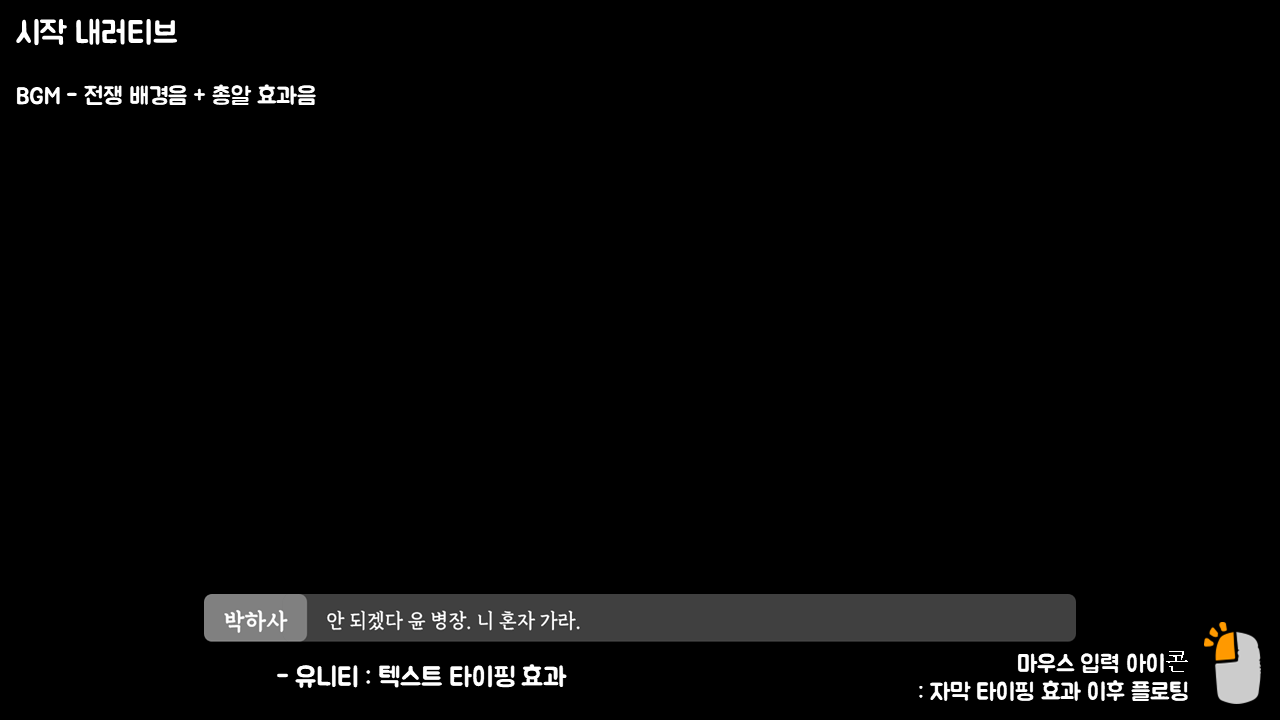 시작 내러티브
BGM - 전쟁 배경음 + 총알 효과음
박하사 안 되겠다 윤 병장. 니 혼자 가라.
- 유니티 : 텍스트 타이핑 효과
마우스 입력 아이콘
: 자막 타이핑 효과 이후 플로팅